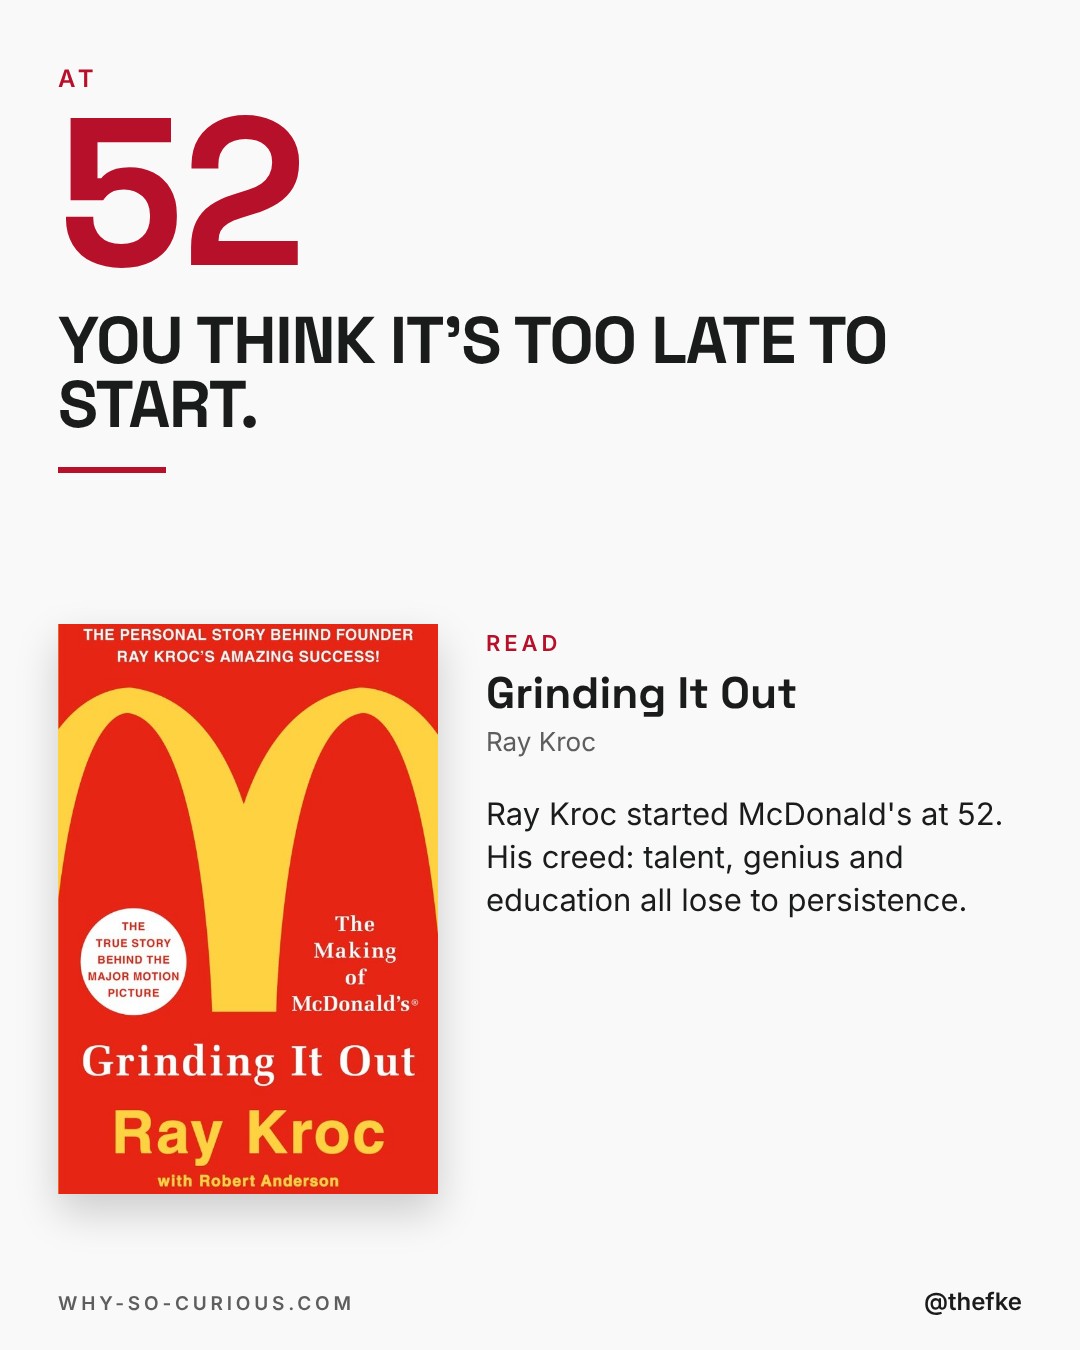 AT
52
YOU THINK IT’S TOO LATE TO
START.
THE PERSONAL STORY BEHIND FOUNDER
RAY KROC’S AMAZING SUCCESS!
THE
TRUE STORY
BEHIND THE
MAJOR MOTION
PICTURE
The
Making
of
McDonald’s®
Grinding It Out
Ray Kroc
with Robert Anderson
READ
Grinding It Out
Ray Kroc
Ray Kroc started McDonald's at 52.
His creed: talent, genius and
education all lose to persistence.
WHY-SO-CURIOUS.COM
@thefke